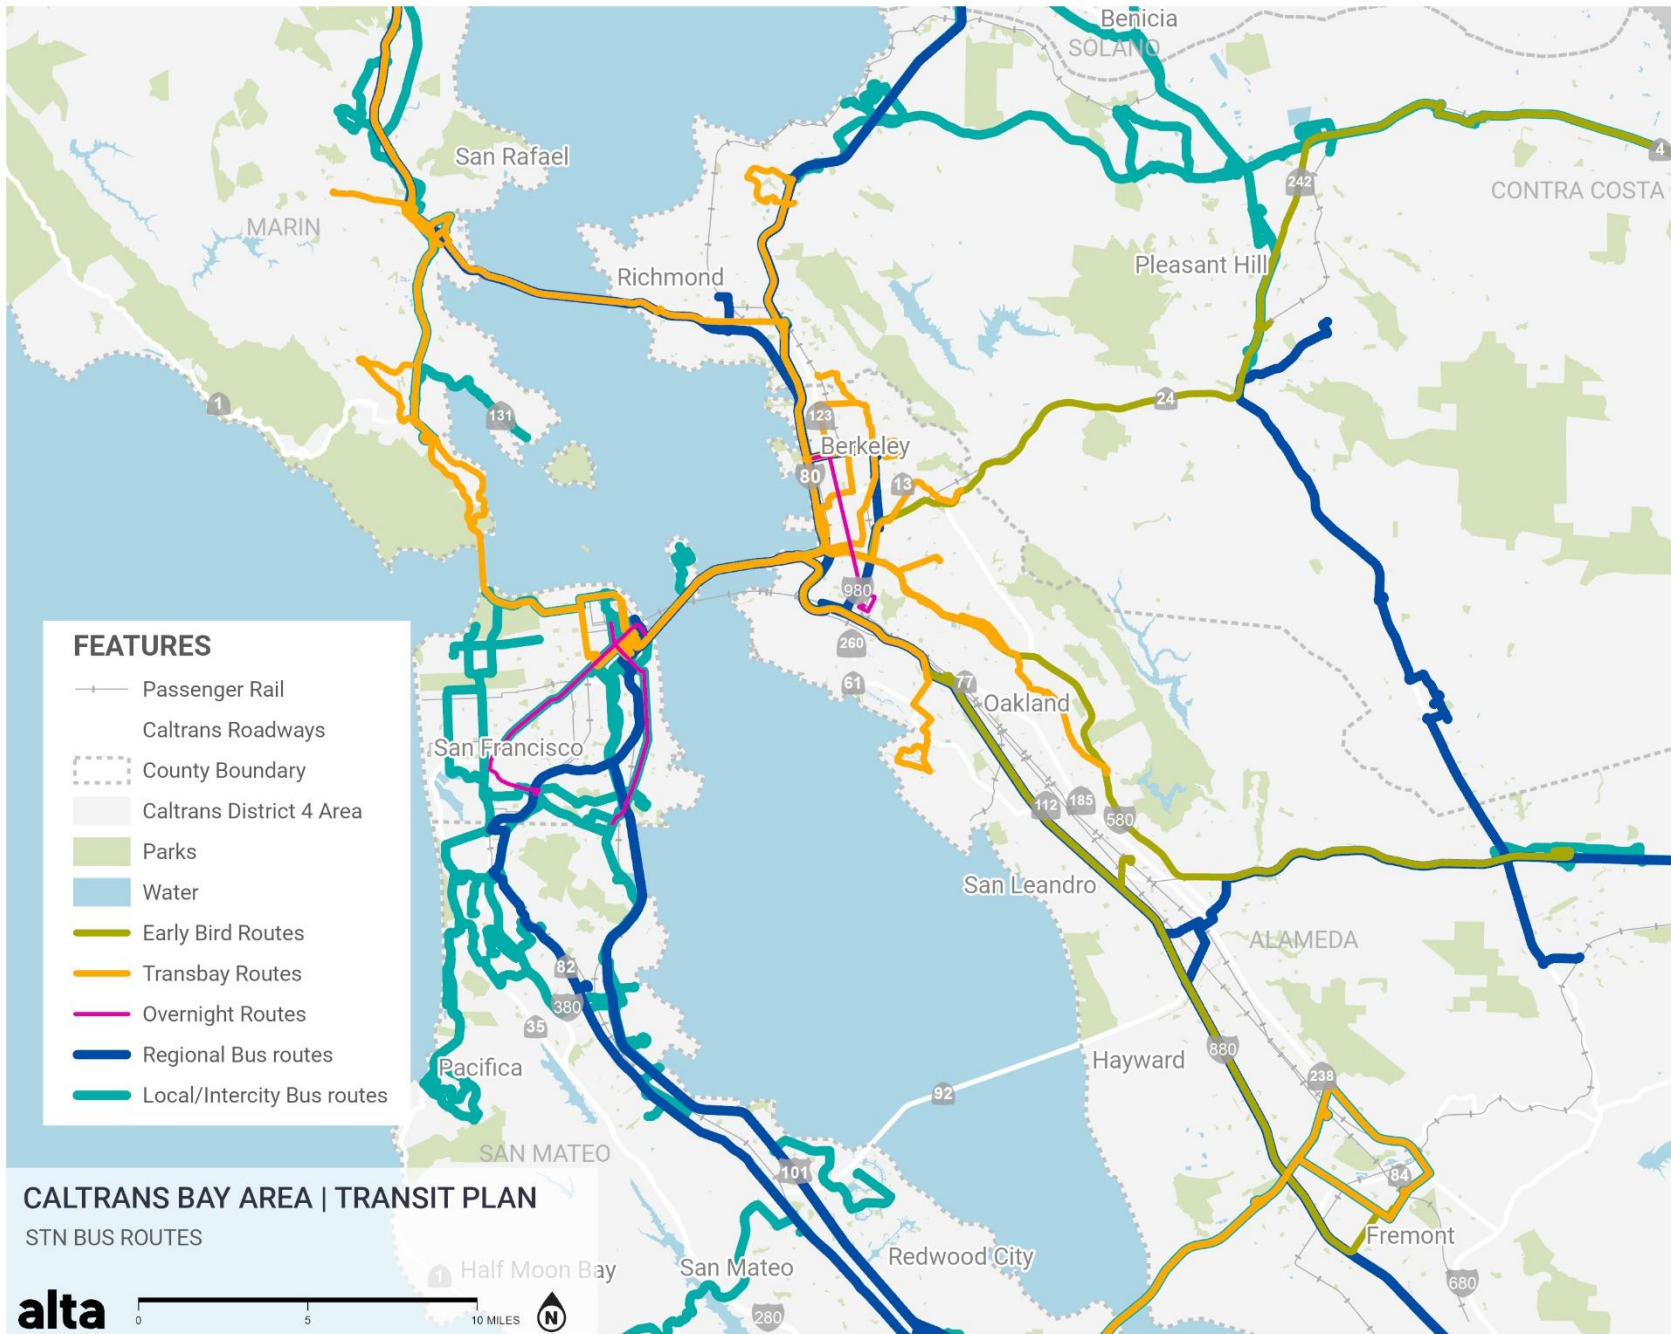 Benicia
SOLANO
4
San Rafael
242
CONTRA COSTA
MARIN
Pleasant Hill
Richmond
1
131
123
24
Berkeley
80
13
980
260
61
77
Oakland
FEATURES
Passenger Rail
Caltrans Roadways
County Boundary
Caltrans District 4 Area
Parks
Water
Early Bird Routes
Transbay Routes
Overnight Routes
Regional Bus routes
Local/Intercity Bus routes
San Francisco
112
185
580
San Leandro
ALAMEDA
82
380
35
Pacifica
Hayward
880
238
92
SAN MATEO
101
84
Fremont
CALTRANS BAY AREA | TRANSIT PLAN
STN BUS ROUTES
Redwood City
San Mateo
1
Half Moon Bay
680
280
alta
0
5
10 MILES
N